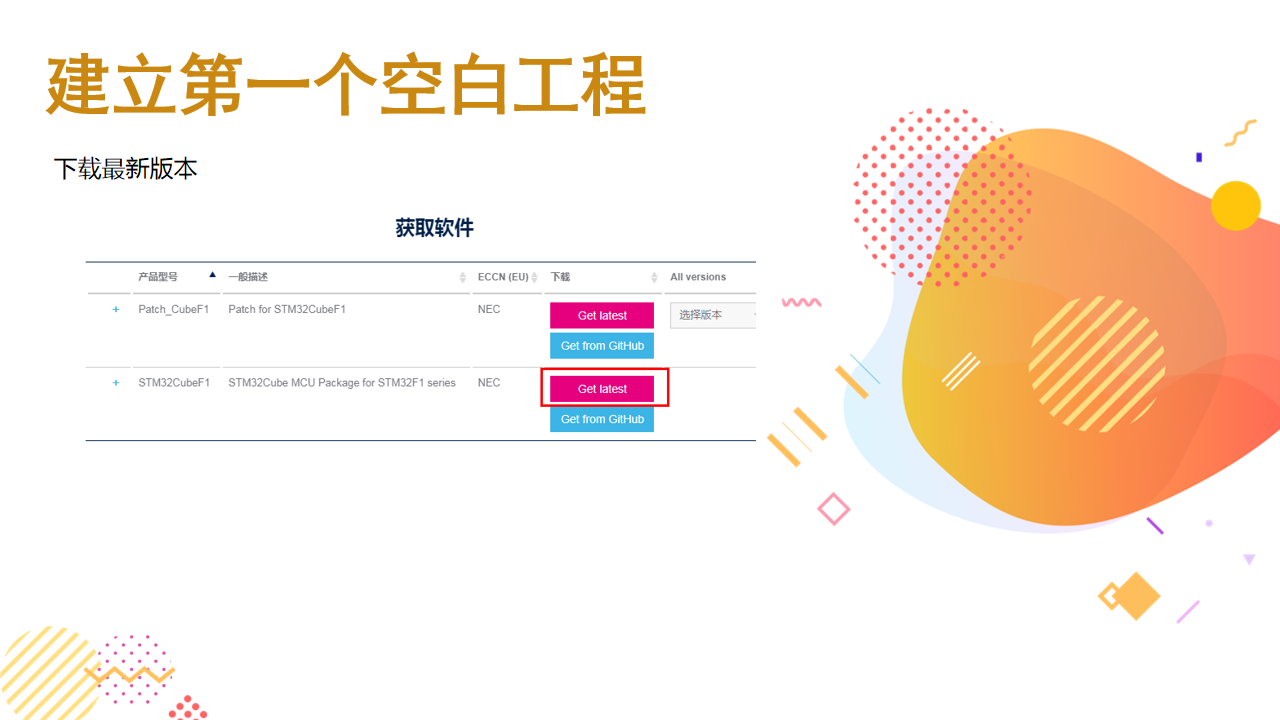 建立第一个空白工程
下载最新版本
获取软件
产品型号 一般描述 ECCN (EU) 下载 All versions
+ Patch_CubeF1 Patch for STM32CubeF1 NEC Get latest 选择版本
Get from GitHub
+ STM32CubeF1 STM32Cube MCU Package for STM32F1 series NEC Get latest
Get from GitHub